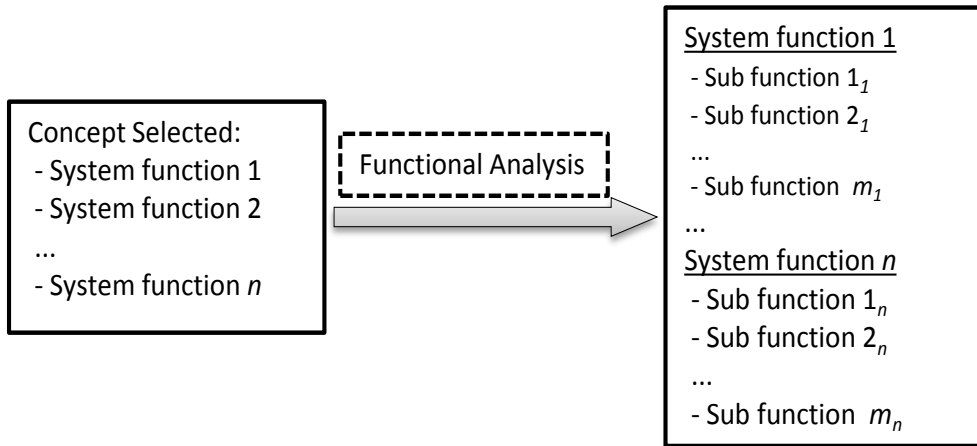 Concept Selected:
- System function 1
- System function 2
...
- System function n
Functional Analysis
System function 1
- Sub function 1₁
- Sub function 2₁
...
- Sub function m₁
...
System function n
- Sub function 1ₙ
- Sub function 2ₙ
...
- Sub function mₙ